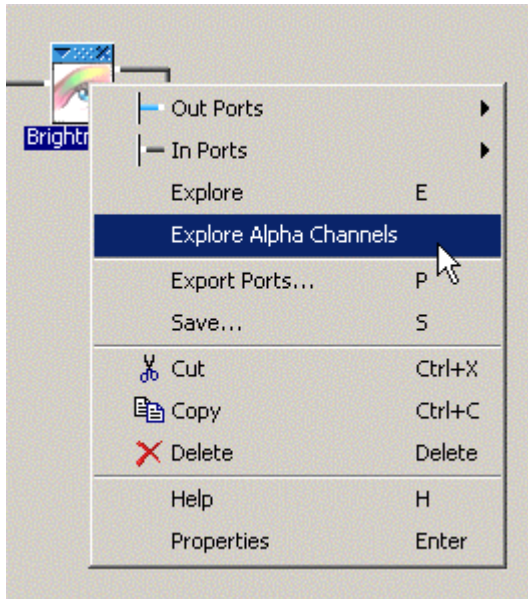 Out Ports
In Ports
Explore E
Explore Alpha Channels
Export Ports... P
Save... S
Cut Ctrl+X
Copy Ctrl+C
Delete Delete
Help H
Properties Enter